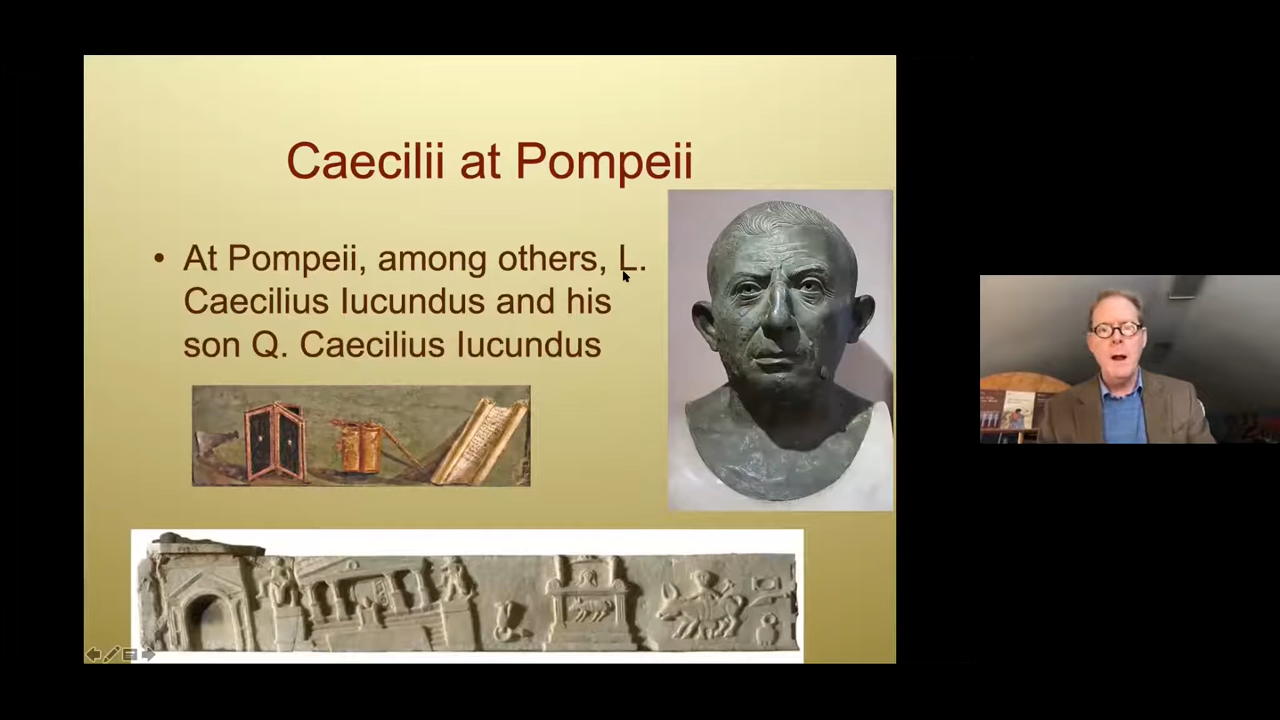 Caecilii at Pompeii
• At Pompeii, among others, L.
Caecilius Iucundus and his
son Q. Caecilius Iucundus